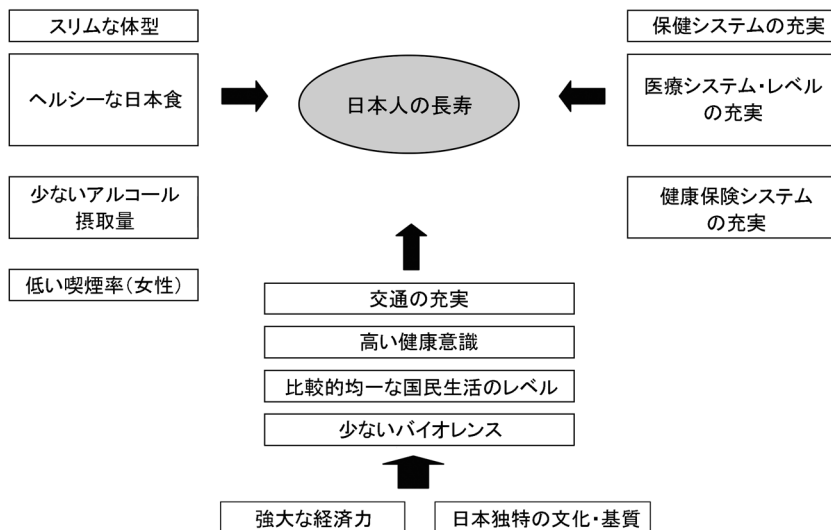 スリムな体型
ヘルシーな日本食
少ないアルコール
摂取量
低い喫煙率（女性）
日本人の長寿
保健システムの充実
医療システム・レベル
の充実
健康保険システム
の充実
交通の充実
高い健康意識
比較的均一な国民生活のレベル
少ないバイオレンス
強大な経済力
日本独特の文化・基質